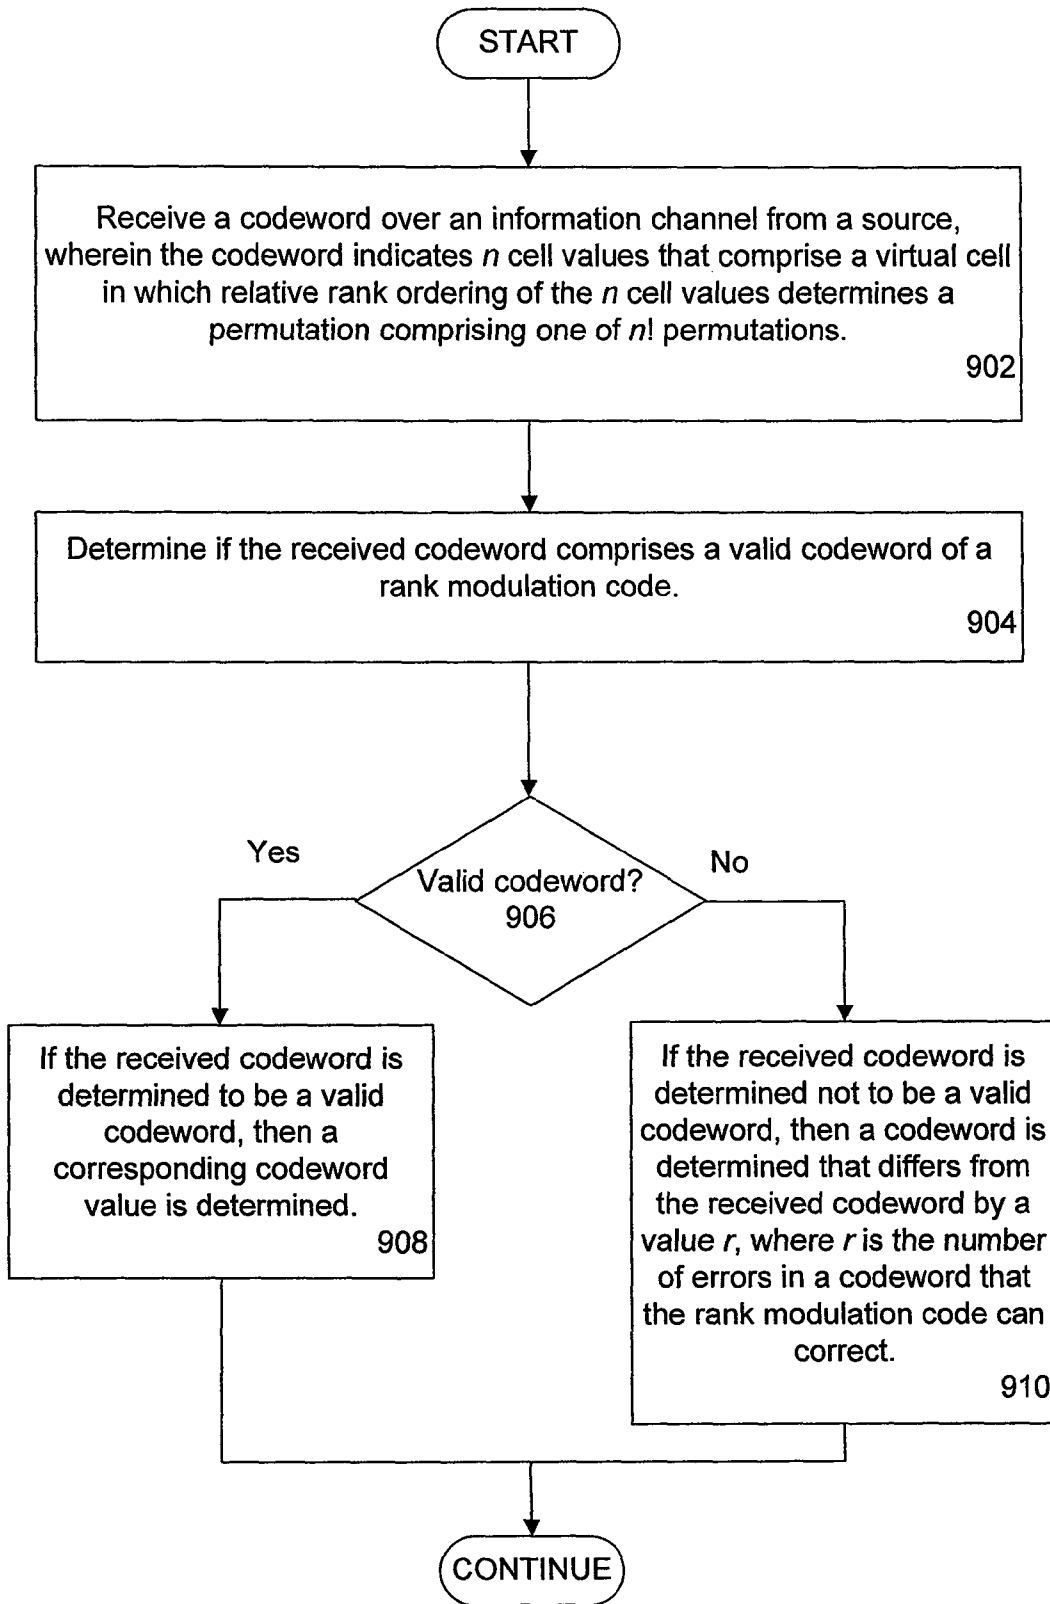 START
Receive a codeword over an information channel from a source,
wherein the codeword indicates n cell values that comprise a virtual cell
in which relative rank ordering of the n cell values determines a
permutation comprising one of n! permutations.
902
Determine if the received codeword comprises a valid codeword of a
rank modulation code.
904
Yes
No
Valid codeword?
906
If the received codeword is
determined to be a valid
codeword, then a
corresponding codeword
value is determined.
908
If the received codeword is
determined not to be a valid
codeword, then a codeword is
determined that differs from
the received codeword by a
value r, where r is the number
of errors in a codeword that
the rank modulation code can
correct.
910
CONTINUE